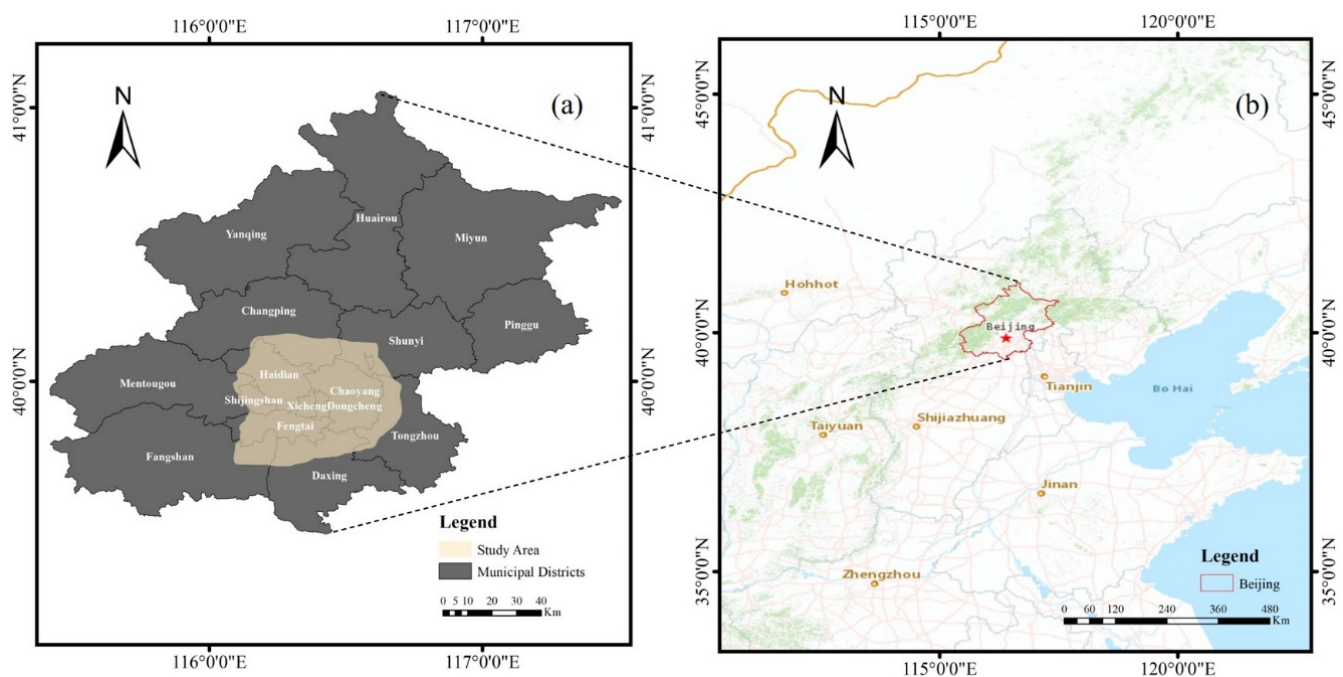 116°0'0"E 117°0'0"E
115°0'0"E 120°0'0"E
41°0'0"N
40°0'0"N
41°0'0"N
40°0'0"N
45°0'0"N
40°0'0"N
35°0'0"N
45°0'0"N
40°0'0"N
35°0'0"N
N
(a)
Huairou
Yanqing
Miyun
Changping
Pinggu
Shunyi
Haidian
Mentougou
Chaoyang
Shijingshan
XichengDongcheng
Fengtai
Tongzhou
Fangshan
Daxing
Legend
Study Area
Municipal Districts
0 5 10 20 30 40
Km
116°0'0"E 117°0'0"E
N
(b)
Hohhot
Beijing
Tianjin
Bo Hai
Shijiazhuang
Taiyuan
Jinan
Zhengzhou
Legend
Beijing
0 60 120 240 360 480
Km
115°0'0"E 120°0'0"E